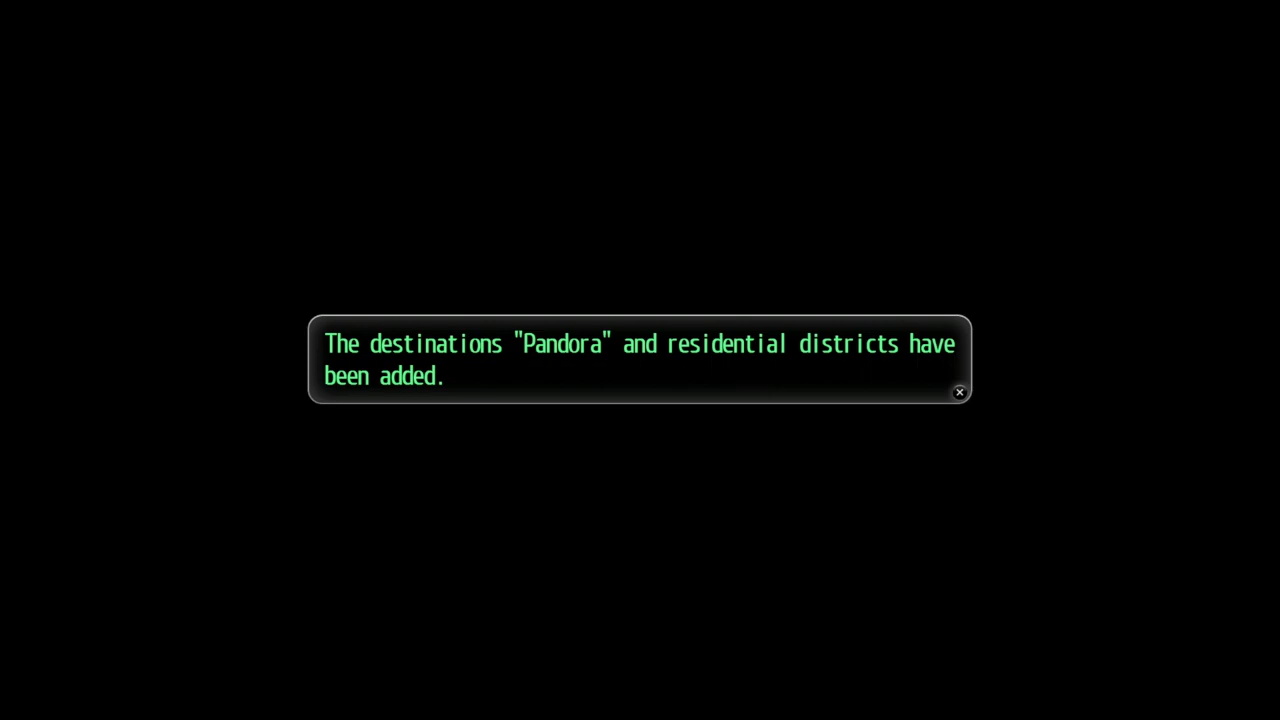 The destinations "Pandora" and residential districts have
been added.